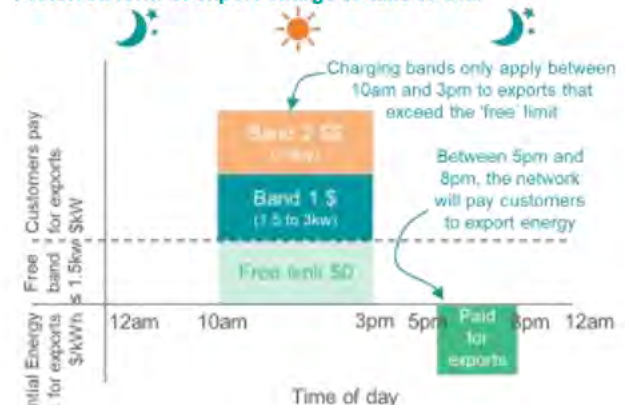 Charging bands only apply between
10am and 3pm to exports that
exceed the 'free' limit
Between 5pm and
8pm, the network
will pay customers
to export energy
Band 2 $$
Band 1 $
(1.5 to 3kw)
Free limit $0
Customers pay
for exports
$kW
Free
band
≤ 1.5kw
Energy
for exports
$/kWh
12am
10am
3pm
5pm
8pm
12am
Paid
for
exports
Time of day